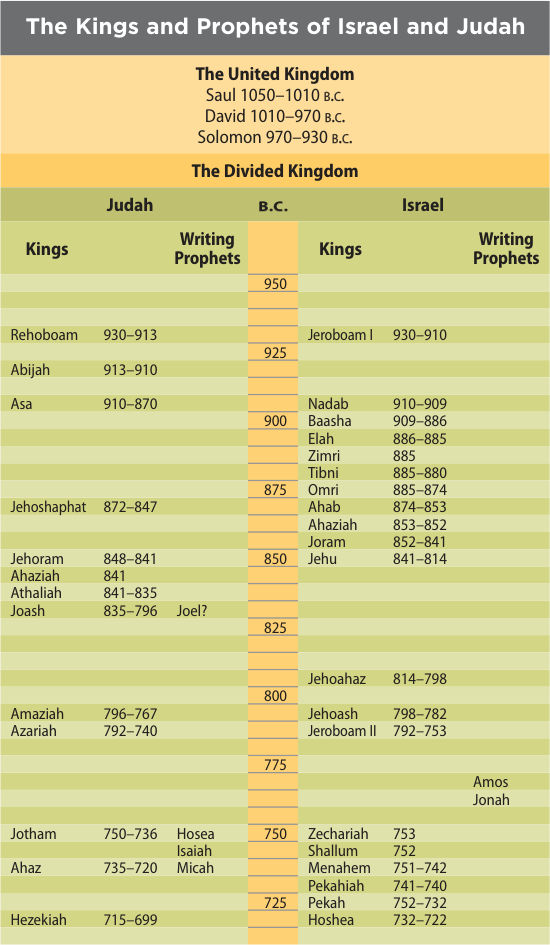 The Kings and Prophets of Israel and Judah
The United Kingdom
Saul 1050–1010 B.C.
David 1010–970 B.C.
Solomon 970–930 B.C.
The Divided Kingdom
Judah B.C. Israel
Kings Writing Prophets Kings Writing Prophets
950
Rehoboam 930–913 Jeroboam I 930–910
925
Abijah 913–910
Asa 910–870 Nadab 910–909
900 Baasha 909–886
Elah 886–885
Zimri 885
Tibni 885–880
875 Omri 885–874
Jehoshaphat 872–847 Ahab 874–853
Ahaziah 853–852
Joram 852–841
Jehoram 848–841 850 Jehu 841–814
Ahaziah 841
Athaliah 841–835
Joash 835–796 Joel?
825
Jehoahaz 814–798
800
Amaziah 796–767 Jehoash 798–782
Azariah 792–740 Jeroboam II 792–753
775
Amos
Jonah
Jotham 750–736 Hosea 750 Zechariah 753
Isaiah Shallum 752
Ahaz 735–720 Micah Menahem 751–742
Pekahiah 741–740
725 Pekah 752–732
Hezekiah 715–699 Hoshea 732–722